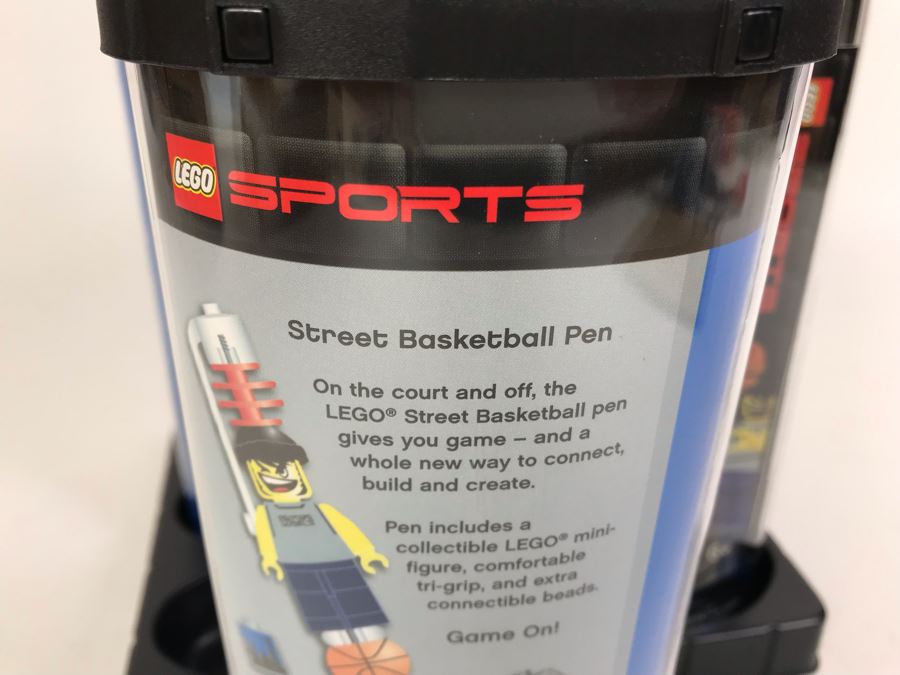 LEGO SPORTS
Street Basketball Pen
On the court and off, the
LEGO® Street Basketball pen
gives you game – and a
whole new way to connect,
build and create.
Pen includes a
collectible LEGO® mini-
figure, comfortable
tri-grip, and extra
connectible beads.
Game On!